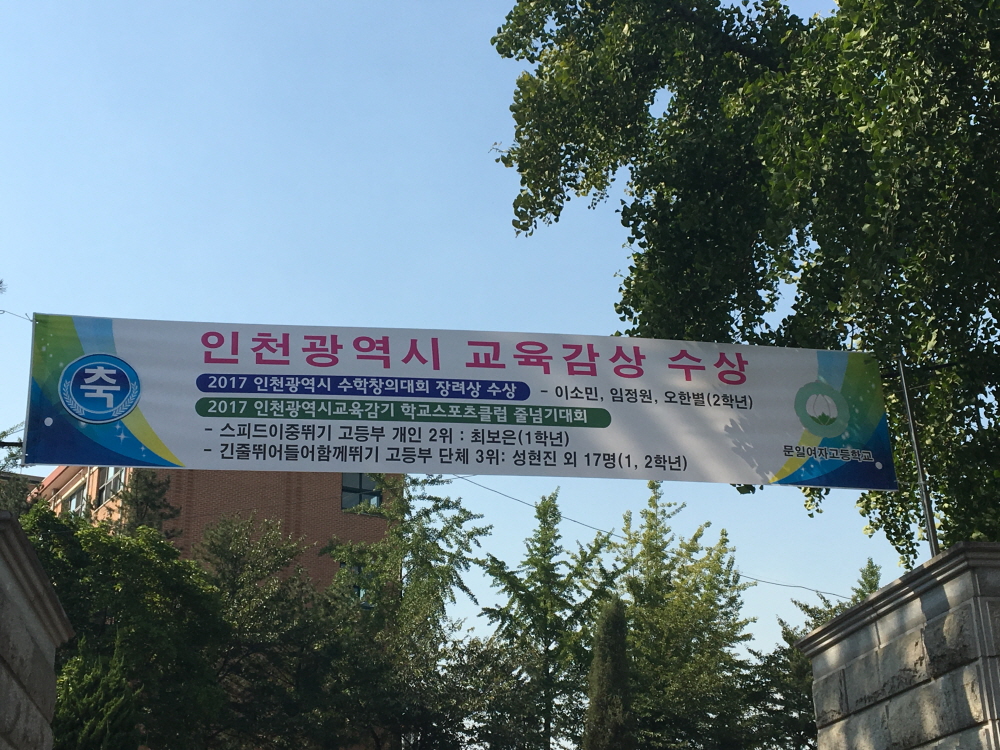 축
인천광역시 교육감상 수상
2017 인천광역시 수학창의대회 장려상 수상 - 이소민, 임정원, 오한별(2학년)
2017 인천광역시교육감기 학교스포츠클럽 줄넘기대회
- 스피드이중뛰기 고등부 개인 2위 : 최보은(1학년)
- 긴줄뛰어들어함께뛰기 고등부 단체 3위: 성현진 외 17명(1, 2학년)
문일여자고등학교